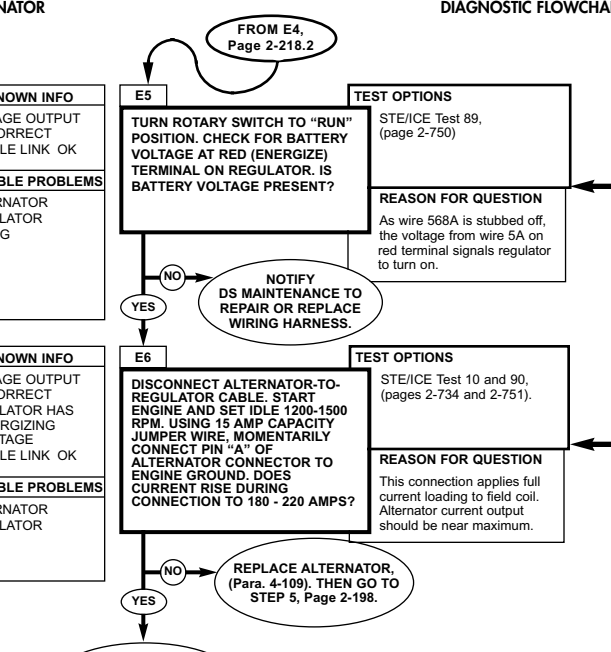 NATOR
DIAGNOSTIC FLOWCHA
FROM E4,
Page 2-218.2
NOWN INFO
AGE OUTPUT
ORRECT
LE LINK OK
BLE PROBLEMS
RNATOR
LATOR
G
E5
TURN ROTARY SWITCH TO “RUN”
POSITION. CHECK FOR BATTERY
VOLTAGE AT RED (ENERGIZE)
TERMINAL ON REGULATOR. IS
BATTERY VOLTAGE PRESENT?
TEST OPTIONS
STE/ICE Test 89,
(page 2-750)
REASON FOR QUESTION
As wire 568A is stubbed off,
the voltage from wire 5A on
red terminal signals regulator
to turn on.
NO
NOTIFY
DS MAINTENANCE TO
REPAIR OR REPLACE
WIRING HARNESS.
YES
NOWN INFO
AGE OUTPUT
ORRECT
LATOR HAS
ERGIZING
TAGE
LE LINK OK
BLE PROBLEMS
RNATOR
LATOR
E6
DISCONNECT ALTERNATOR-TO-
REGULATOR CABLE. START
ENGINE AND SET IDLE 1200-1500
RPM. USING 15 AMP CAPACITY
JUMPER WIRE, MOMENTARILY
CONNECT PIN “A” OF
ALTERNATOR CONNECTOR TO
ENGINE GROUND. DOES
CURRENT RISE DURING
CONNECTION TO 180 - 220 AMPS?
TEST OPTIONS
STE/ICE Test 10 and 90,
(pages 2-734 and 2-751).
REASON FOR QUESTION
This connection applies full
current loading to field coil.
Alternator current output
should be near maximum.
NO
REPLACE ALTERNATOR,
(Para. 4-109). THEN GO TO
STEP 5, Page 2-198.
YES